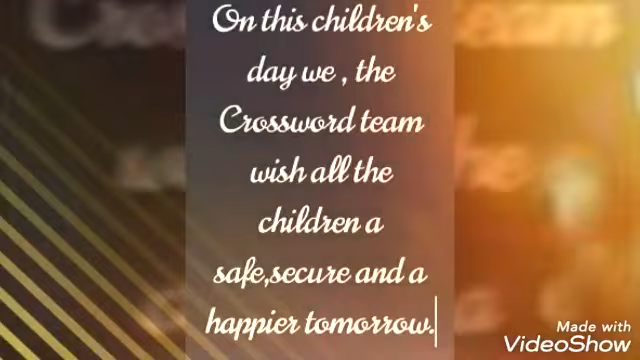 On this children's
day we , the
Crossword team
wish all the
children a
safe,secure and a
happier tomorrow.
Made with
VideoShow